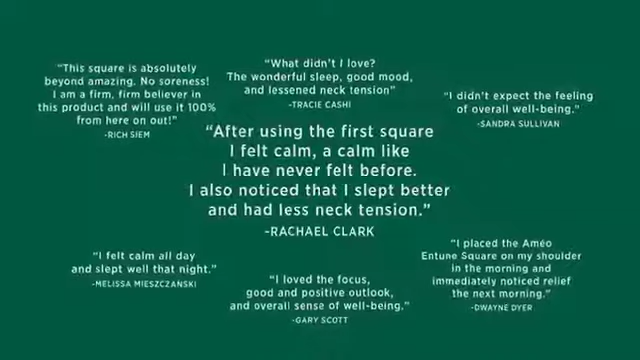 “This square is absolutely
beyond amazing. No soreness!
I am a firm, firm believer in
this product and will use it 100%
from here on out!”
-RICH SIEM
“What didn't I love?
The wonderful sleep, good mood,
and lessened neck tension”
-TRACIE CASHI
“I didn't expect the feeling
of overall well-being.”
-SANDRA SULLIVAN
“After using the first square
I felt calm, a calm like
I have never felt before.
I also noticed that I slept better
and had less neck tension.”
-RACHAEL CLARK
“I felt calm all day
and slept well that night.”
-MELISSA MIESZCZANSKI
“I loved the focus,
good and positive outlook,
and overall sense of well-being.”
-GARY SCOTT
“I placed the Améo
Entune Square on my shoulder
in the morning and
immediately noticed relief
the next morning.”
-DWAYNE DYER